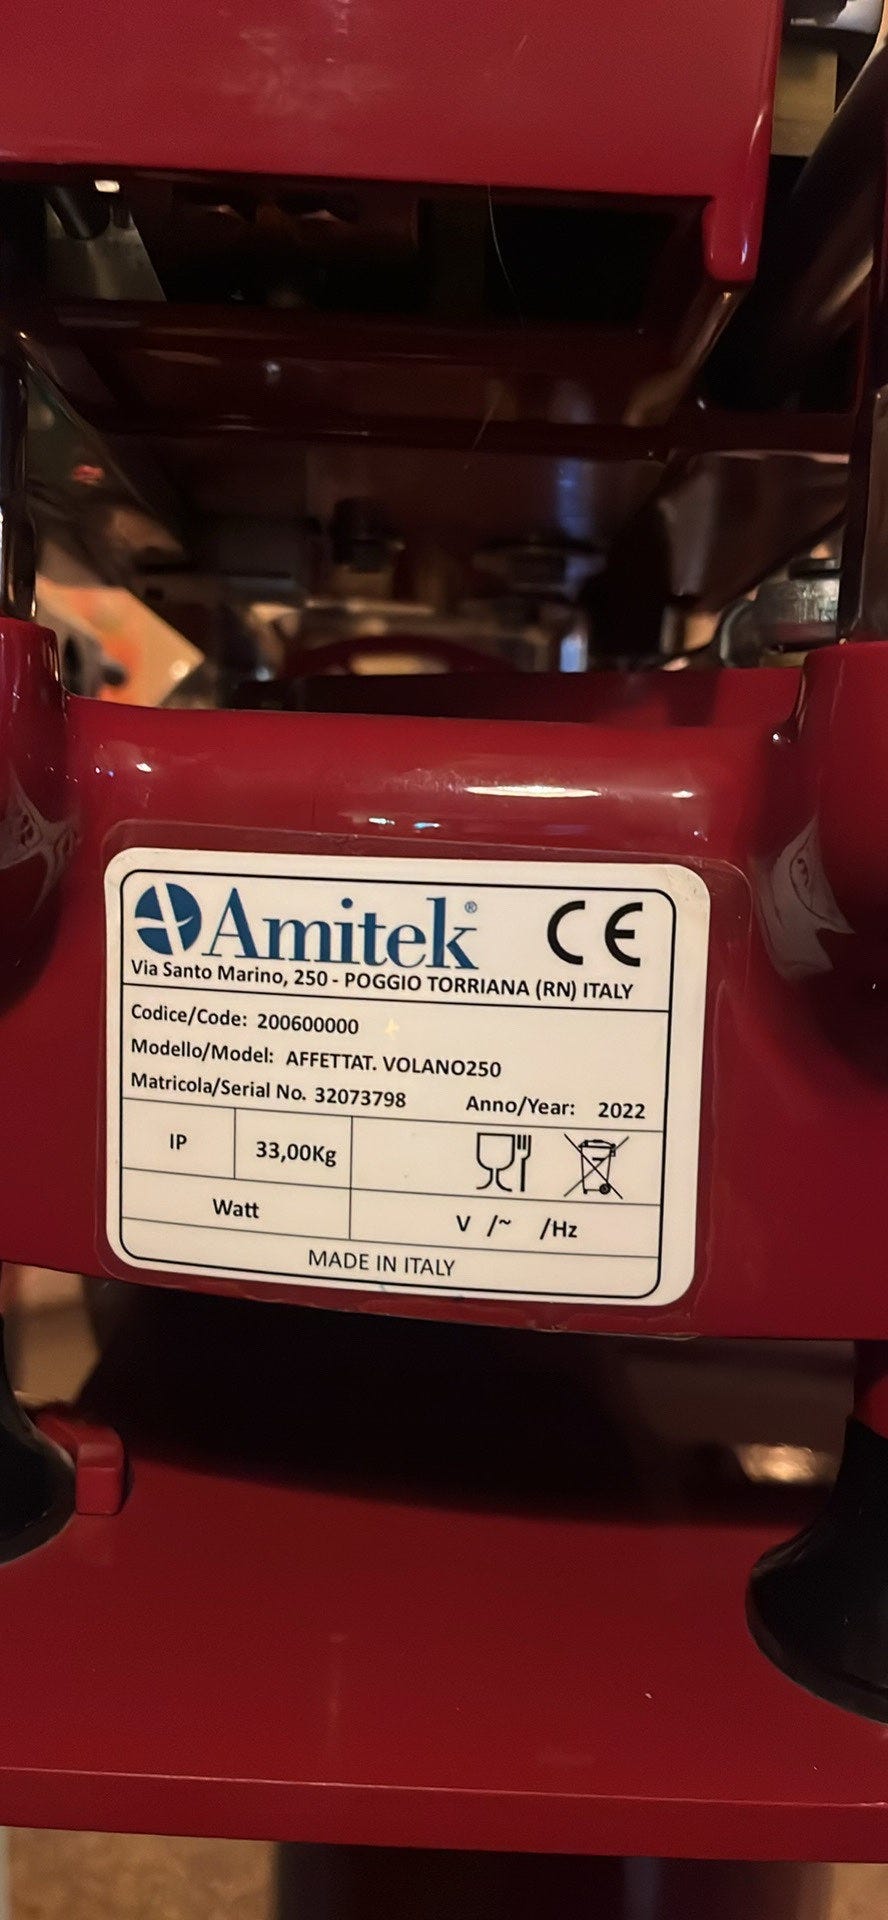 Amitek® CE
Via Santo Marino, 250 - POGGIO TORRIANA (RN) ITALY
Codice/Code: 200600000
Modello/Model: AFFETTAT. VOLANO250
Matricola/Serial No. 32073798 Anno/Year: 2022
IP 33,00Kg
Watt V /~ /Hz
MADE IN ITALY